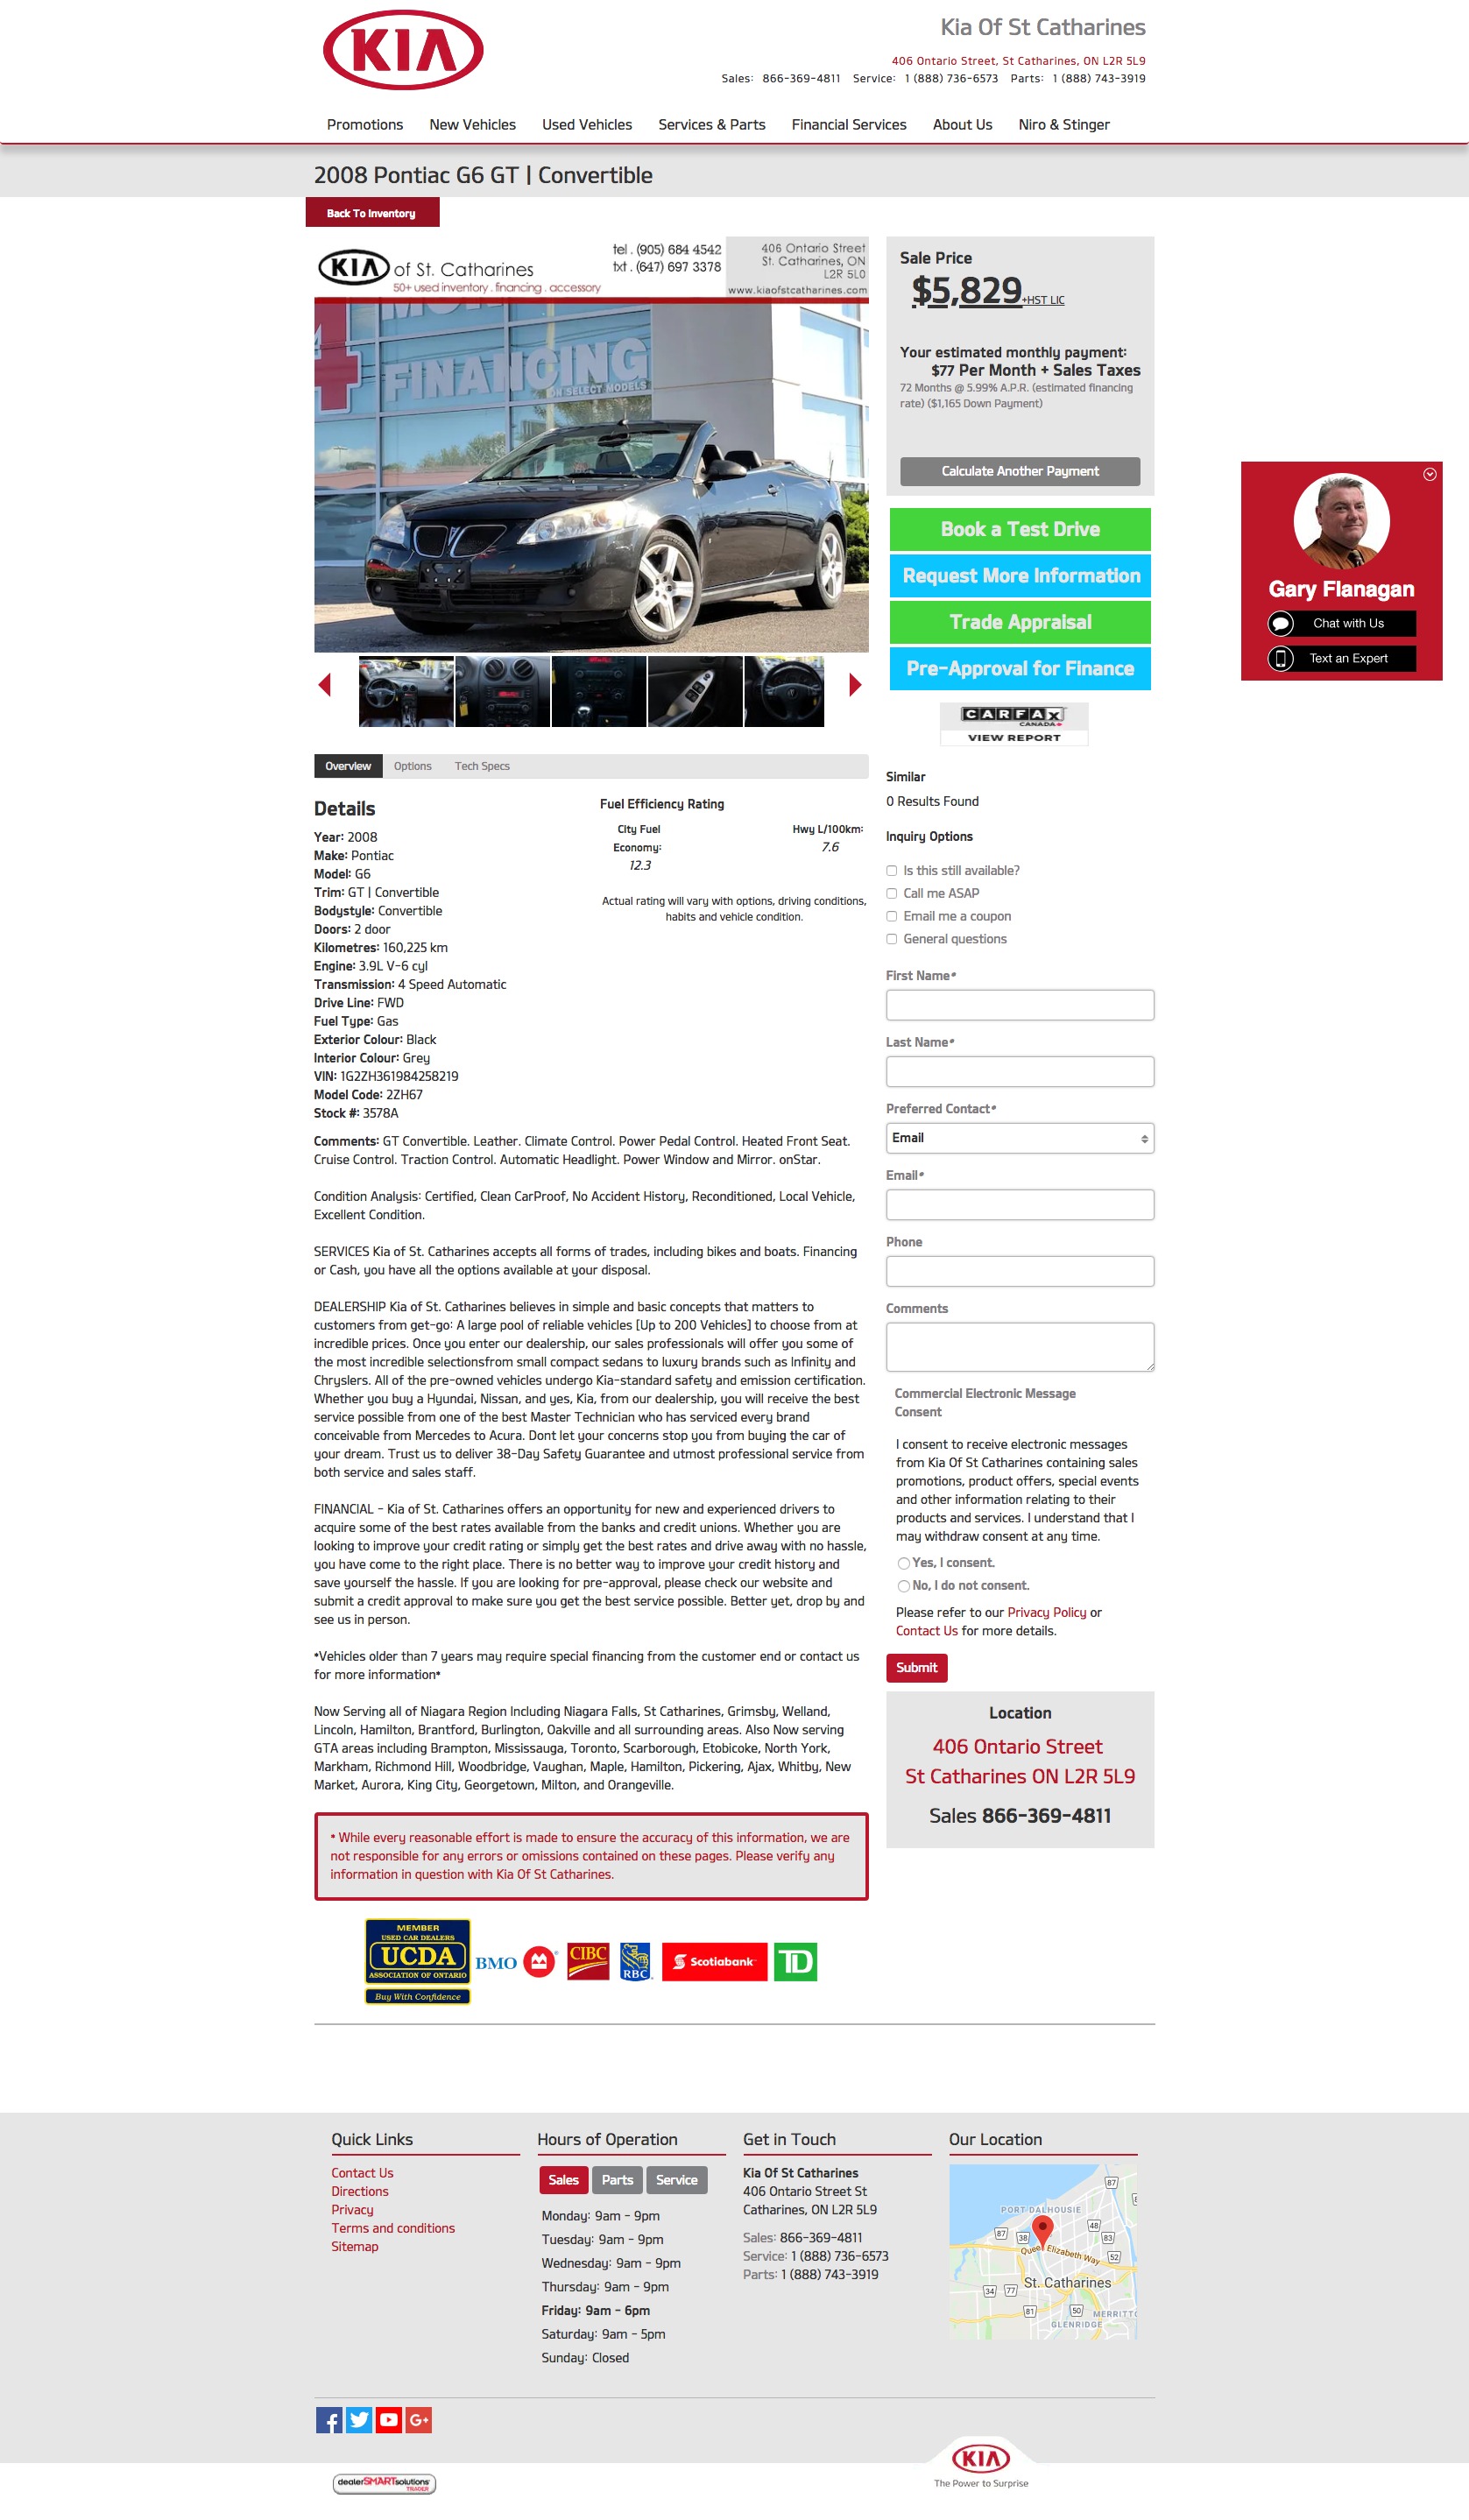 KIA
Kia Of St Catharines
406 Ontario Street, St Catharines, ON L2R 5L9
Sales: 866-369-4811 Service: 1 (888) 736-6573 Parts: 1 (888) 743-3919
Promotions New Vehicles Used Vehicles Services & Parts Financial Services About Us Niro & Stinger
2008 Pontiac G6 GT | Convertible
Back To Inventory
KIA of St. Catharines
50+ used inventory . financing . accessory
tel . (905) 684 4542
txt . (647) 697 3378
406 Ontario Street
St. Catharines, ON
L2R 5L0
www.kiaofstcatharines.com
FINANCING
ON SELECT MODELS
Sale Price
$5,829+HST LIC
Your estimated monthly payment:
$77 Per Month + Sales Taxes
72 Months @ 5.99% A.P.R. (estimated financing
rate) ($1,165 Down Payment)
Calculate Another Payment
Book a Test Drive
Request More Information
Trade Appraisal
Pre-Approval for Finance
CARFAX
CANADA
VIEW REPORT
Gary Flanagan
Chat with Us
Text an Expert
Overview Options Tech Specs
Details
Year: 2008
Make: Pontiac
Model: G6
Trim: GT | Convertible
Bodystyle: Convertible
Doors: 2 door
Kilometres: 160,225 km
Engine: 3.9L V-6 cyl
Transmission: 4 Speed Automatic
Drive Line: FWD
Fuel Type: Gas
Exterior Colour: Black
Interior Colour: Grey
VIN: 1G2ZH361984258219
Model Code: 2ZH67
Stock #: 3578A
Fuel Efficiency Rating
City Fuel
Economy:
12.3
Hwy L/100km:
7.6
Actual rating will vary with options, driving conditions,
habits and vehicle condition.
Comments: GT Convertible. Leather. Climate Control. Power Pedal Control. Heated Front Seat.
Cruise Control. Traction Control. Automatic Headlight. Power Window and Mirror. onStar.
Condition Analysis: Certified, Clean CarProof, No Accident History, Reconditioned, Local Vehicle,
Excellent Condition.
SERVICES Kia of St. Catharines accepts all forms of trades, including bikes and boats. Financing
or Cash, you have all the options available at your disposal.
DEALERSHIP Kia of St. Catharines believes in simple and basic concepts that matters to
customers from get-go: A large pool of reliable vehicles [Up to 200 Vehicles] to choose from at
incredible prices. Once you enter our dealership, our sales professionals will offer you some of
the most incredible selectionsfrom small compact sedans to luxury brands such as Infinity and
Chryslers. All of the pre-owned vehicles undergo Kia-standard safety and emission certification.
Whether you buy a Hyundai, Nissan, and yes, Kia, from our dealership, you will receive the best
service possible from one of the best Master Technician who has serviced every brand
conceivable from Mercedes to Acura. Dont let your concerns stop you from buying the car of
your dream. Trust us to deliver 38-Day Safety Guarantee and utmost professional service from
both service and sales staff.
FINANCIAL - Kia of St. Catharines offers an opportunity for new and experienced drivers to
acquire some of the best rates available from the banks and credit unions. Whether you are
looking to improve your credit rating or simply get the best rates and drive away with no hassle,
you have come to the right place. There is no better way to improve your credit history and
save yourself the hassle. If you are looking for pre-approval, please check our website and
submit a credit approval to make sure you get the best service possible. Better yet, drop by and
see us in person.
*Vehicles older than 7 years may require special financing from the customer end or contact us
for more information*
Now Serving all of Niagara Region Including Niagara Falls, St Catharines, Grimsby, Welland,
Lincoln, Hamilton, Brantford, Burlington, Oakville and all surrounding areas. Also Now serving
GTA areas including Brampton, Mississauga, Toronto, Scarborough, Etobicoke, North York,
Markham, Richmond Hill, Woodbridge, Vaughan, Maple, Hamilton, Pickering, Ajax, Whitby, New
Market, Aurora, King City, Georgetown, Milton, and Orangeville.
* While every reasonable effort is made to ensure the accuracy of this information, we are
not responsible for any errors or omissions contained on these pages. Please verify any
information in question with Kia Of St Catharines.
MEMBER
USED CAR DEALERS
UCDA
ASSOCIATION OF ONTARIO
Buy With Confidence
BMO
CIBC
RBC
Scotiabank
TD
Similar
0 Results Found
Inquiry Options
Is this still available?
Call me ASAP
Email me a coupon
General questions
First Name*
Last Name*
Preferred Contact*
Email
Email*
Phone
Comments
Commercial Electronic Message
Consent
I consent to receive electronic messages
from Kia Of St Catharines containing sales
promotions, product offers, special events
and other information relating to their
products and services. I understand that I
may withdraw consent at any time.
Yes, I consent.
No, I do not consent.
Please refer to our Privacy Policy or
Contact Us for more details.
Submit
Location
406 Ontario Street
St Catharines ON L2R 5L9
Sales 866-369-4811
Quick Links
Contact Us
Directions
Privacy
Terms and conditions
Sitemap
Hours of Operation
Sales Parts Service
Monday: 9am - 9pm
Tuesday: 9am - 9pm
Wednesday: 9am - 9pm
Thursday: 9am - 9pm
Friday: 9am - 6pm
Saturday: 9am - 5pm
Sunday: Closed
Get in Touch
Kia Of St Catharines
406 Ontario Street St
Catharines, ON L2R 5L9
Sales: 866-369-4811
Service: 1 (888) 736-6573
Parts: 1 (888) 743-3919
Our Location
87
PORT DALHOUSIE
87 38 48 83
Queen Elizabeth Way 52
St. Catharines
34 77
81 50 MERRITTO
GLENRIDGE
G+
KIA
The Power to Surprise
dealerSMARTsolutions
TRADER